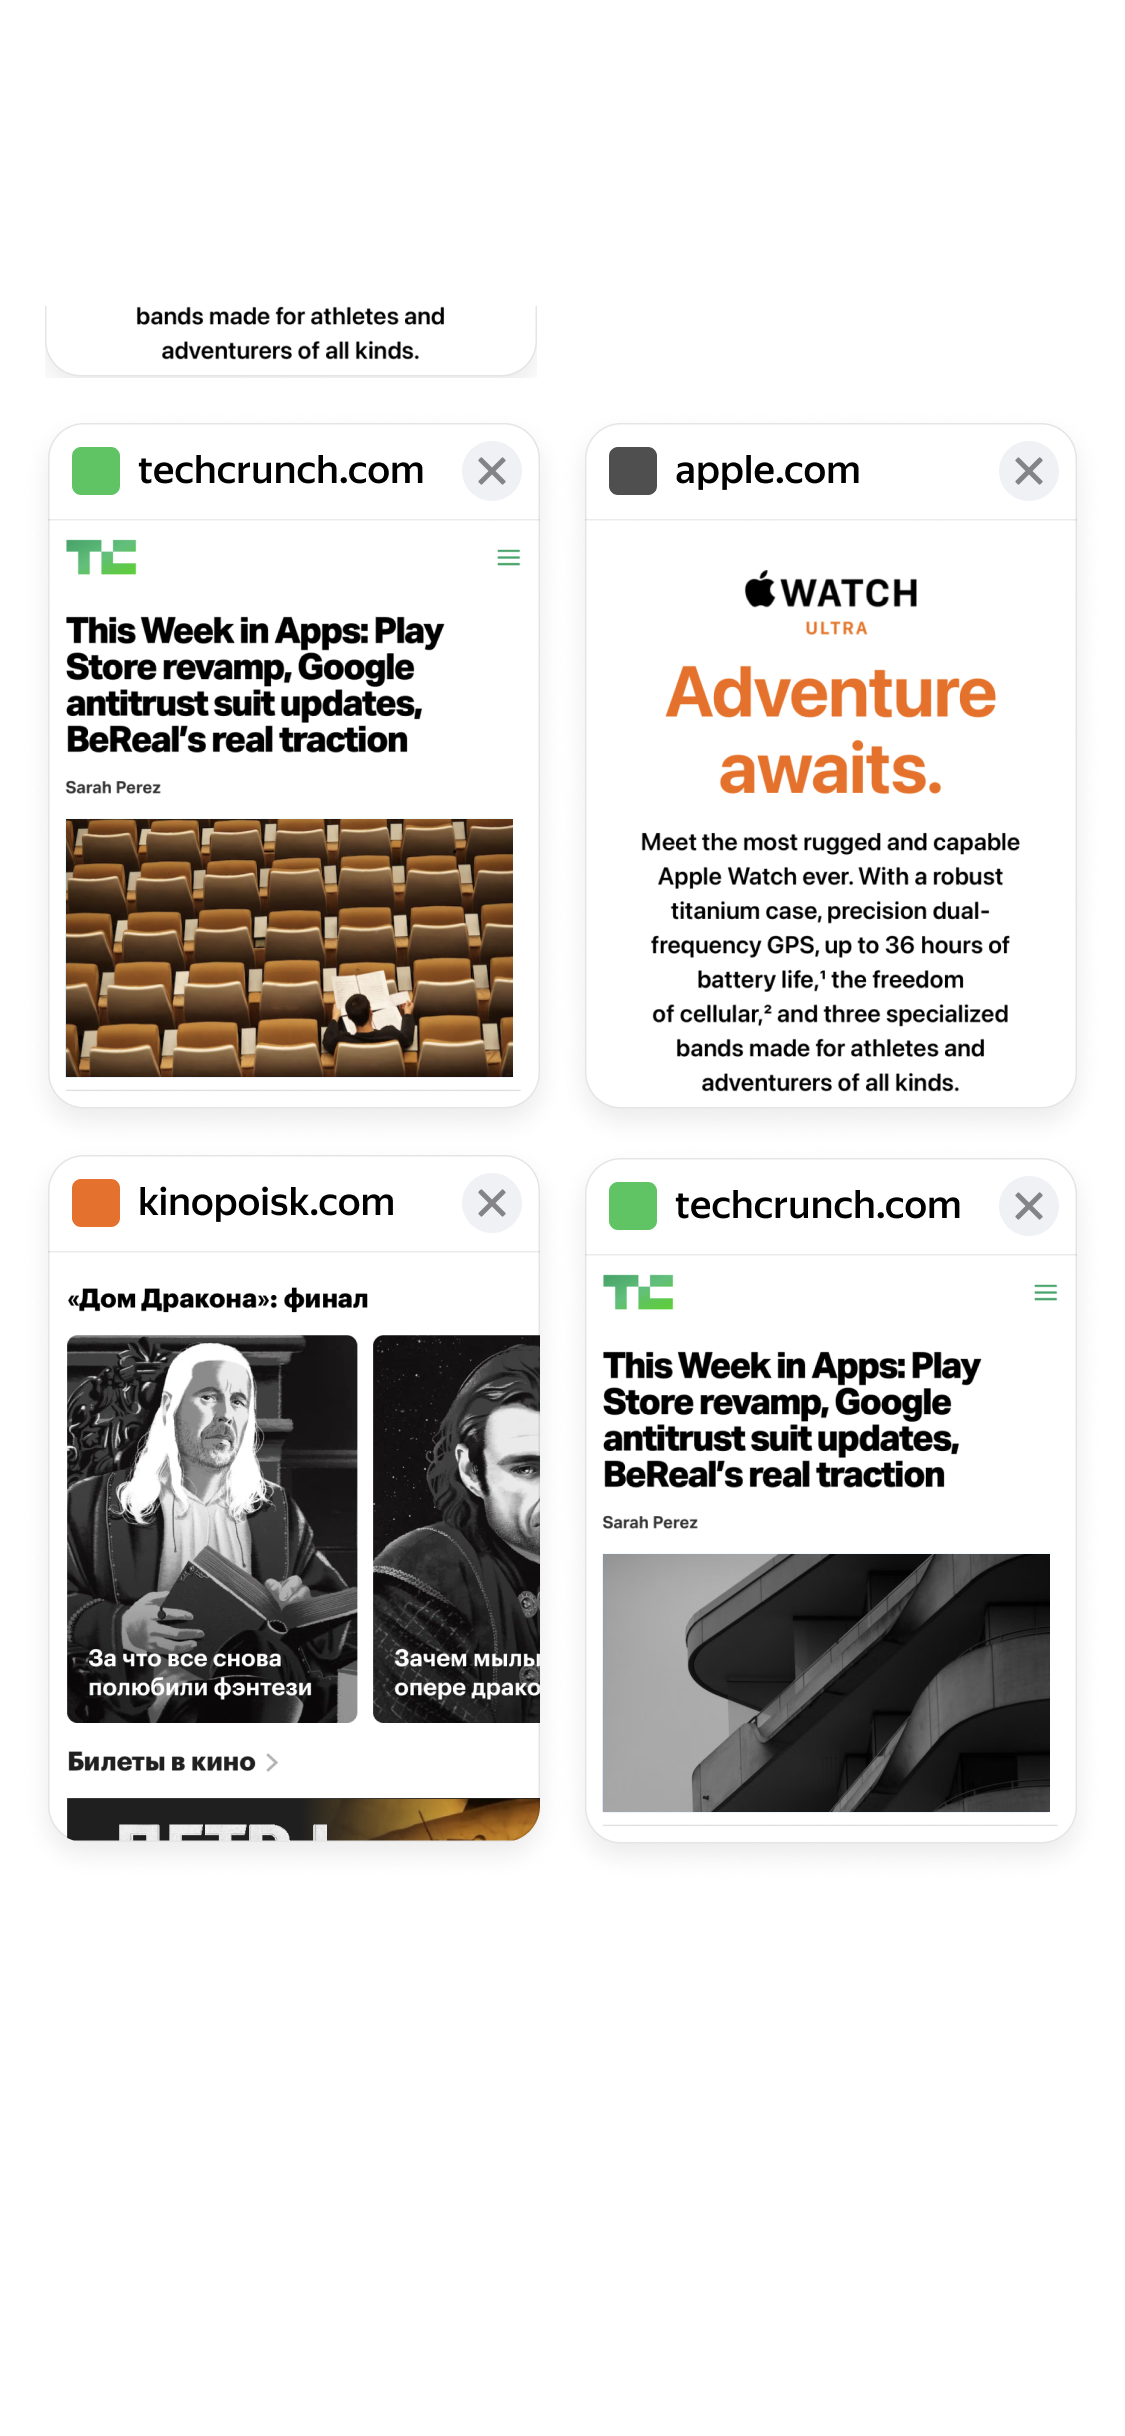 bands made for athletes and
adventurers of all kinds.
techcrunch.com
TC
This Week in Apps: Play
Store revamp, Google
antitrust suit updates,
BeReal’s real traction
Sarah Perez
apple.com
WATCH
ULTRA
Adventure
awaits.
Meet the most rugged and capable
Apple Watch ever. With a robust
titanium case, precision dual-
frequency GPS, up to 36 hours of
battery life,¹ the freedom
of cellular,² and three specialized
bands made for athletes and
adventurers of all kinds.
kinopoisk.com
«Дом Дракона»: финал
За что все снова
полюбили фэнтези
Зачем
опере
Билеты в кино
techcrunch.com
TC
This Week in Apps: Play
Store revamp, Google
antitrust suit updates,
BeReal’s real traction
Sarah Perez